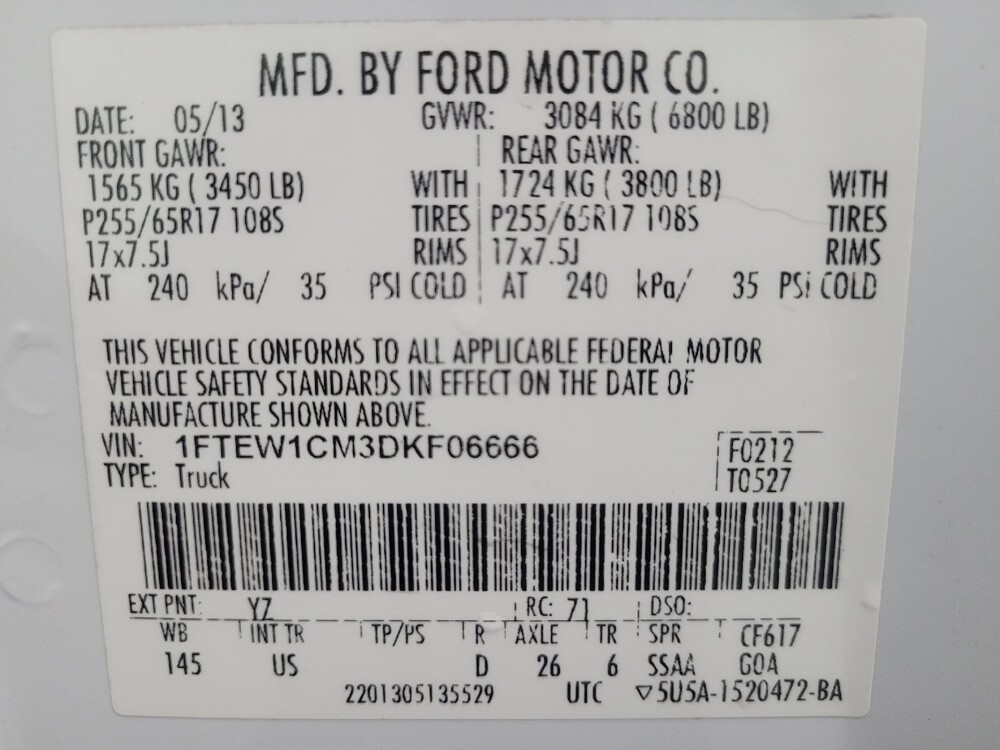 MFD. BY FORD MOTOR CO.
DATE: 05/13 GVWR: 3084 KG ( 6800 LB)
FRONT GAWR: REAR GAWR:
1565 KG ( 3450 LB) WITH 1724 KG ( 3800 LB) WITH
P255/65R17 108S TIRES P255/65R17 108S TIRES
17x7.5J RIMS 17x7.5J RIMS
AT 240 kPa/ 35 PSI COLD AT 240 kPa/ 35 PSI COLD
THIS VEHICLE CONFORMS TO ALL APPLICABLE FEDERAL MOTOR
VEHICLE SAFETY STANDARDS IN EFFECT ON THE DATE OF
MANUFACTURE SHOWN ABOVE.
VIN: 1FTEW1CM3DKF06666 F0212
TYPE: Truck T0527
EXT PNT: YZ RC: 71 DSO:
WB INT TR TP/PS R AXLE TR SPR CF617
145 US D 26 6 SSAA GOA
2201305135529 UTC ▽5U5A-1520472-BA